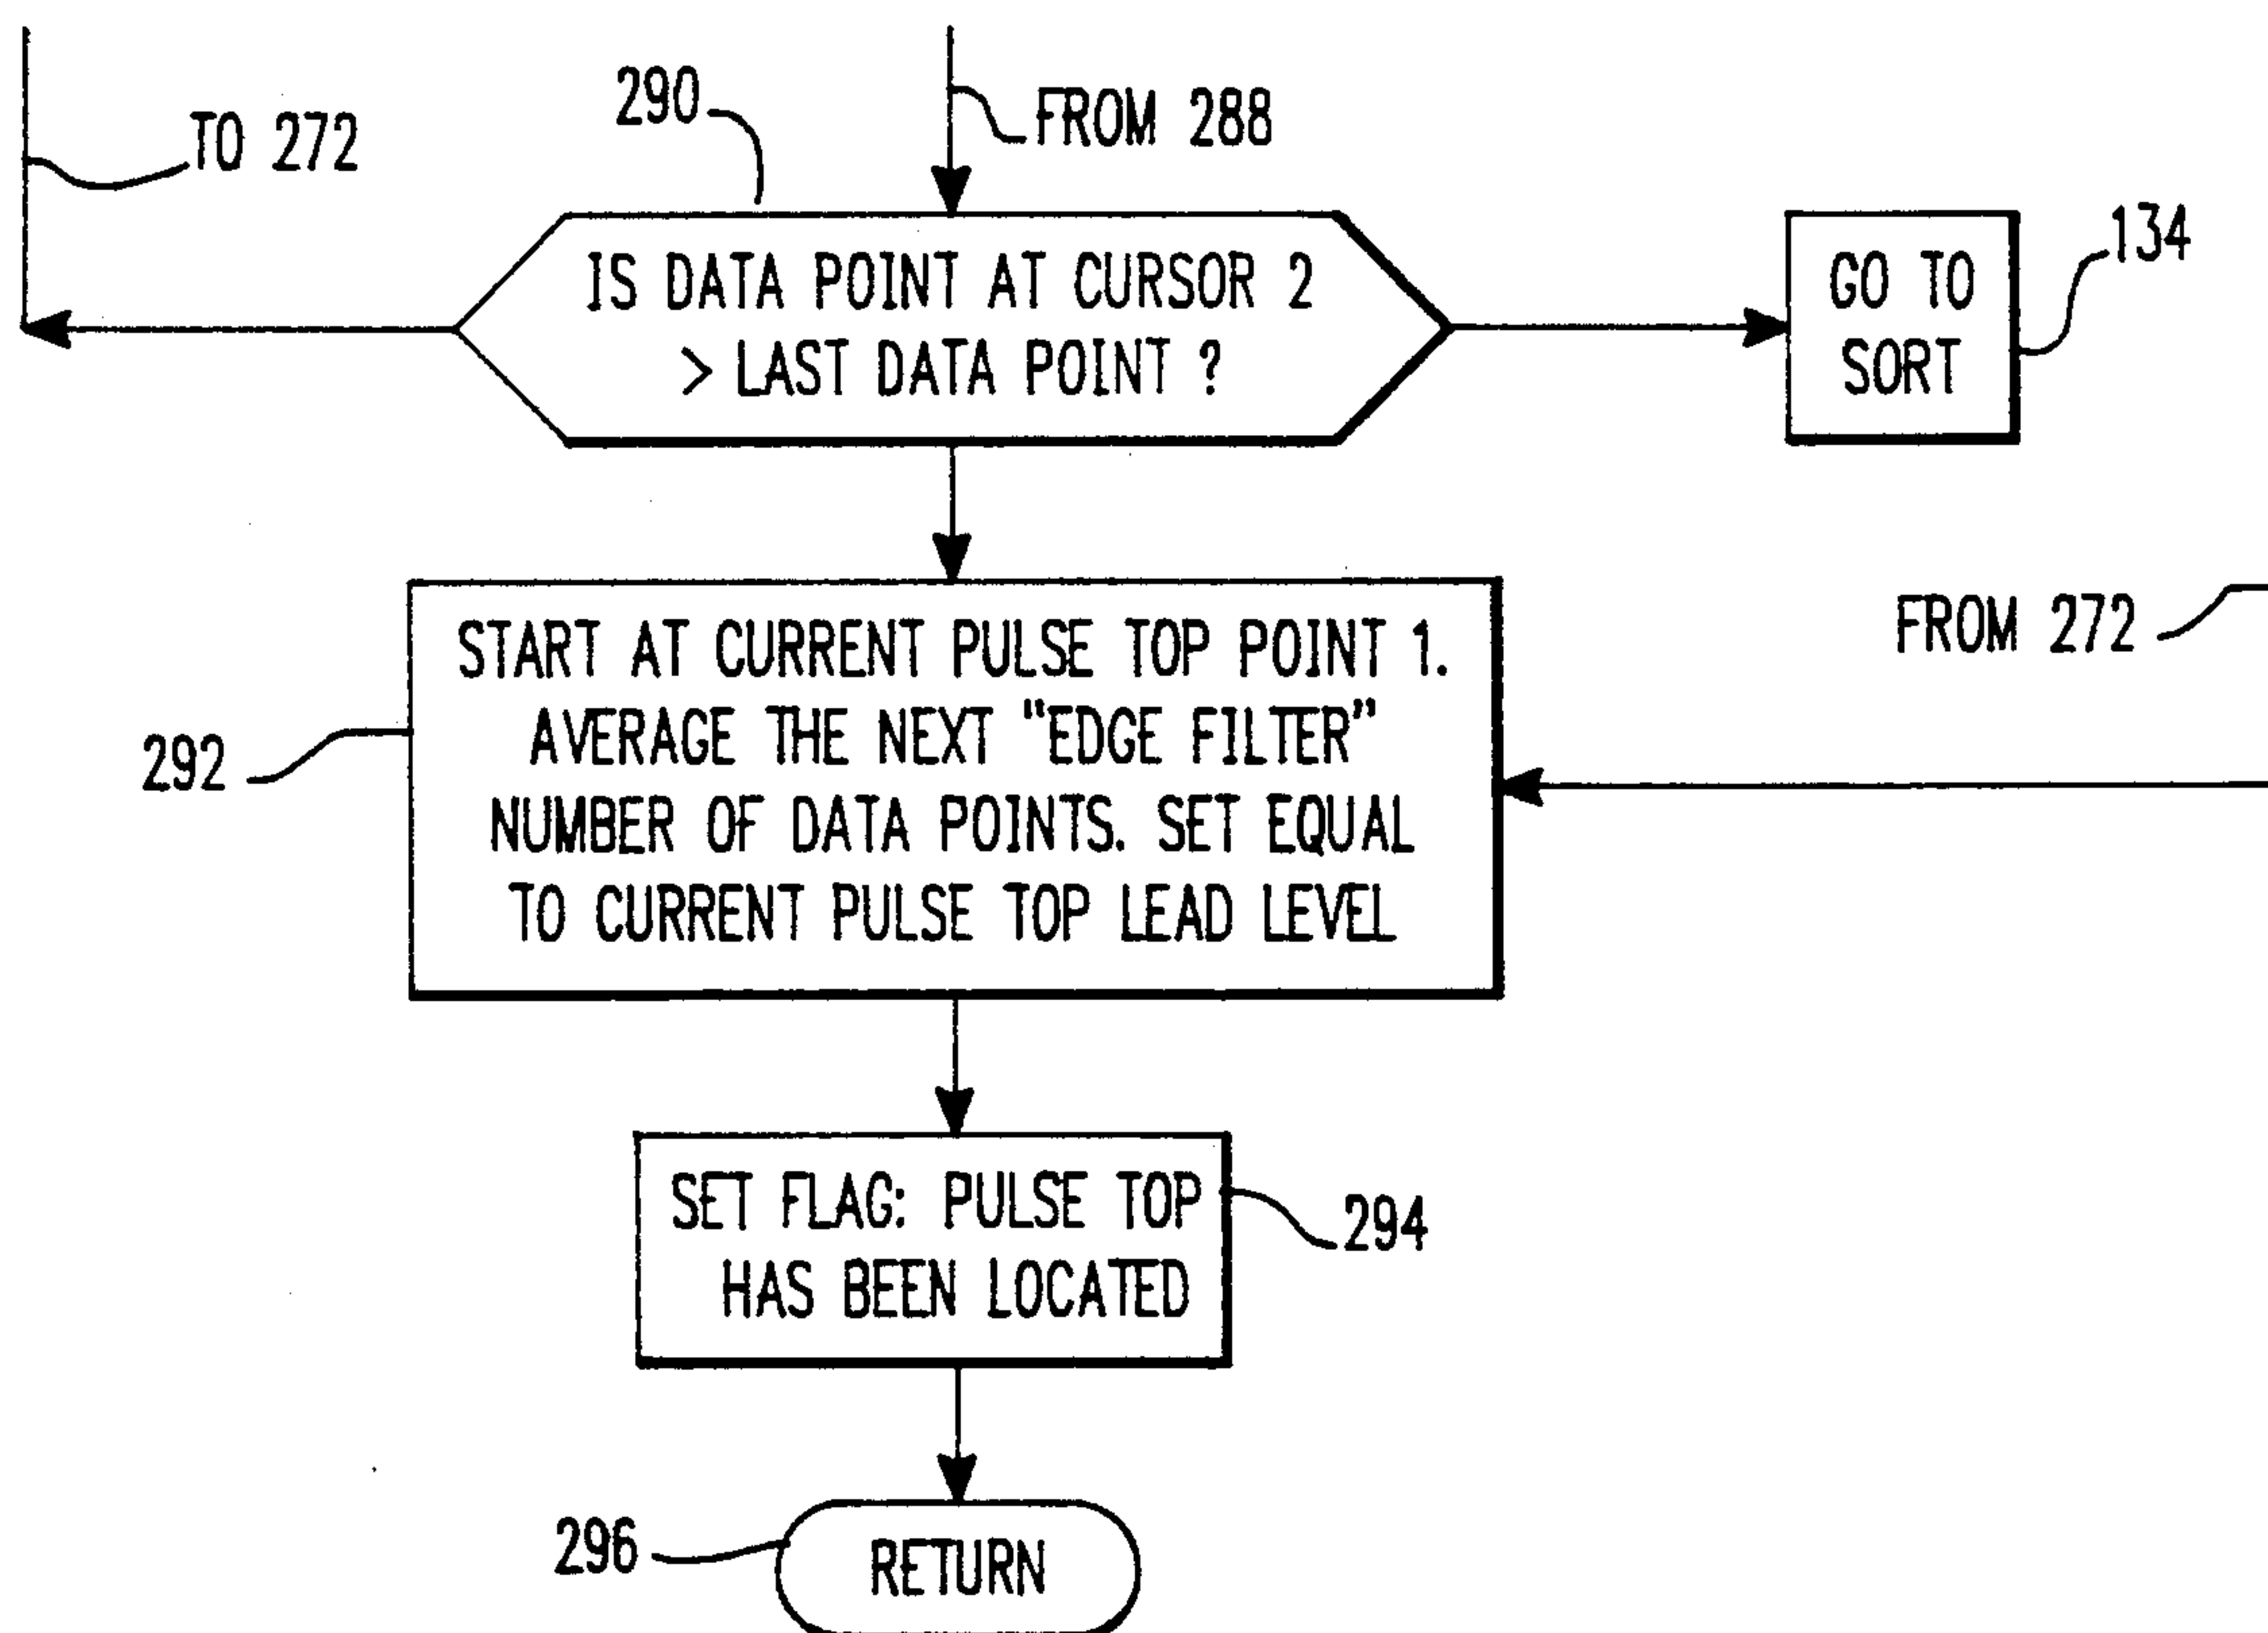 290
FROM 288
TO 272
IS DATA POINT AT CURSOR 2
> LAST DATA POINT ?
GO TO
SORT
134
START AT CURRENT PULSE TOP POINT 1.
AVERAGE THE NEXT "EDGE FILTER"
NUMBER OF DATA POINTS. SET EQUAL
TO CURRENT PULSE TOP LEAD LEVEL
FROM 272
292
SET FLAG: PULSE TOP
HAS BEEN LOCATED
294
296
RETURN